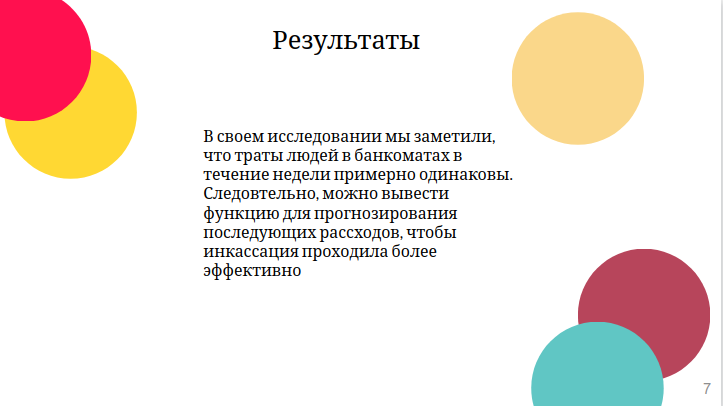 Результаты
В своем исследовании мы заметили,
что траты людей в банкоматах в
течение недели примерно одинаковы.
Следовтельно, можно вывести
функцию для прогнозирования
последующих рассходов, чтобы
инкассация проходила более
эффективно
7